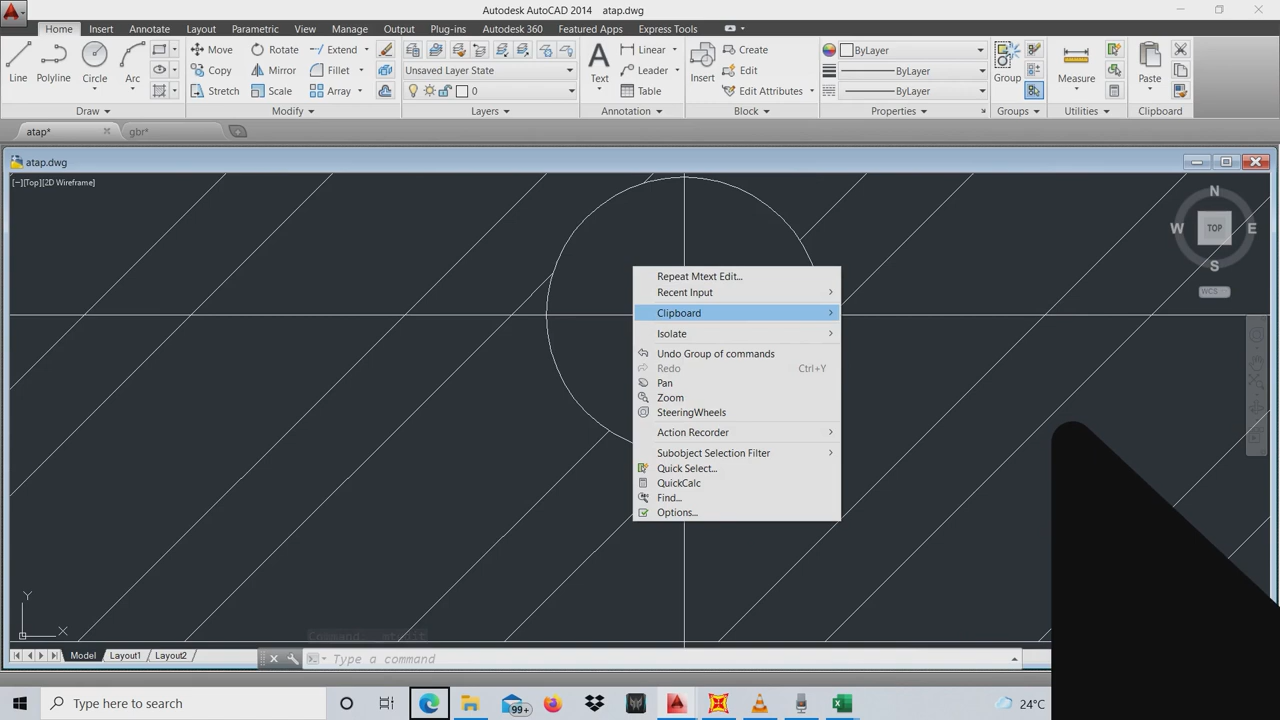 Autodesk AutoCAD 2014 atap.dwg
Home Insert Annotate Layout Parametric View Manage Output Plug-ins Autodesk 360 Featured Apps Express Tools
Line Polyline Circle Arc
Move Rotate Extend
Copy Mirror Fillet
Stretch Scale Array
Unsaved Layer State
0
Text
Linear
Leader
Table
Insert
Create
Edit
Edit Attributes
ByLayer
ByLayer
ByLayer
Group
Measure
Paste
Draw Modify Layers Annotation Block Properties Groups Utilities Clipboard
atap* gbr*
atap.dwg
[−][Top][2D Wireframe]
N
W TOP E
S
WCS
Repeat Mtext Edit...
Recent Input
Clipboard
Isolate
Undo Group of commands
Redo Ctrl+Y
Pan
Zoom
SteeringWheels
Action Recorder
Subobject Selection Filter
Quick Select...
QuickCalc
Find...
Options...
Y
X
Model Layout1 Layout2
Type a command
Type here to search
99+
24°C